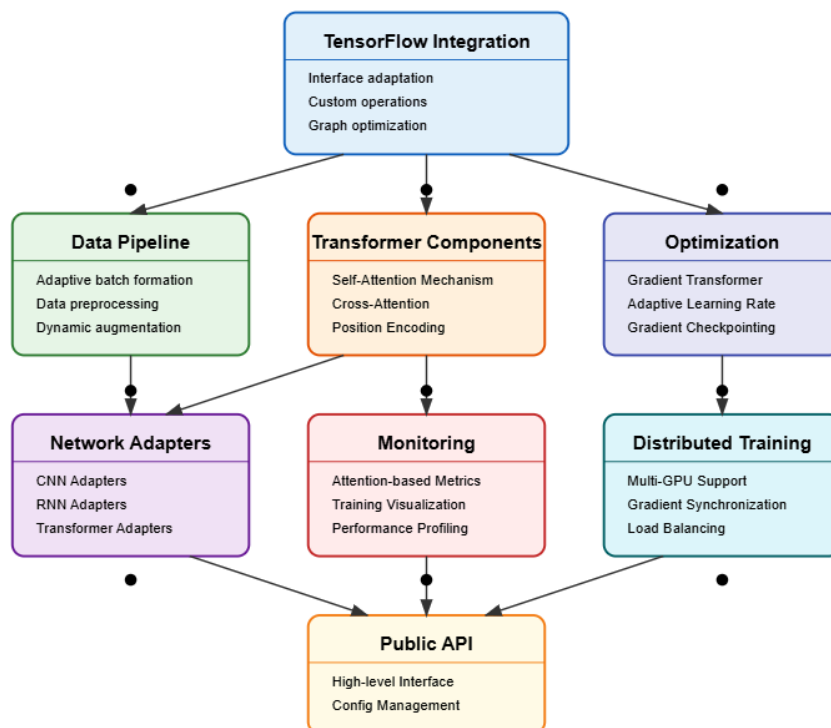 TensorFlow Integration
Interface adaptation
Custom operations
Graph optimization
Data Pipeline
Adaptive batch formation
Data preprocessing
Dynamic augmentation
Transformer Components
Self-Attention Mechanism
Cross-Attention
Position Encoding
Optimization
Gradient Transformer
Adaptive Learning Rate
Gradient Checkpointing
Network Adapters
CNN Adapters
RNN Adapters
Transformer Adapters
Monitoring
Attention-based Metrics
Training Visualization
Performance Profiling
Distributed Training
Multi-GPU Support
Gradient Synchronization
Load Balancing
Public API
High-level Interface
Config Management